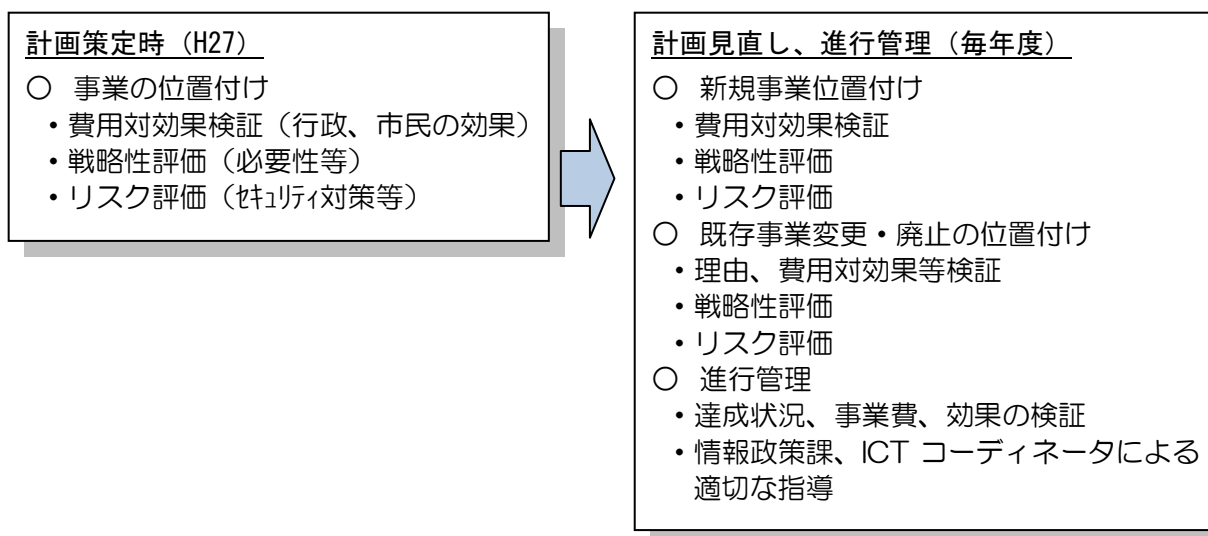 計画策定時（H27）
○ 事業の位置付け
・費用対効果検証（行政、市民の効果）
・戦略性評価（必要性等）
・リスク評価（ｾｷｭﾘﾃｨ対策等）
計画見直し、進行管理（毎年度）
○ 新規事業位置付け
・費用対効果検証
・戦略性評価
・リスク評価
○ 既存事業変更・廃止の位置付け
・理由、費用対効果等検証
・戦略性評価
・リスク評価
○ 進行管理
・達成状況、事業費、効果の検証
・情報政策課、ICT コーディネータによる
適切な指導